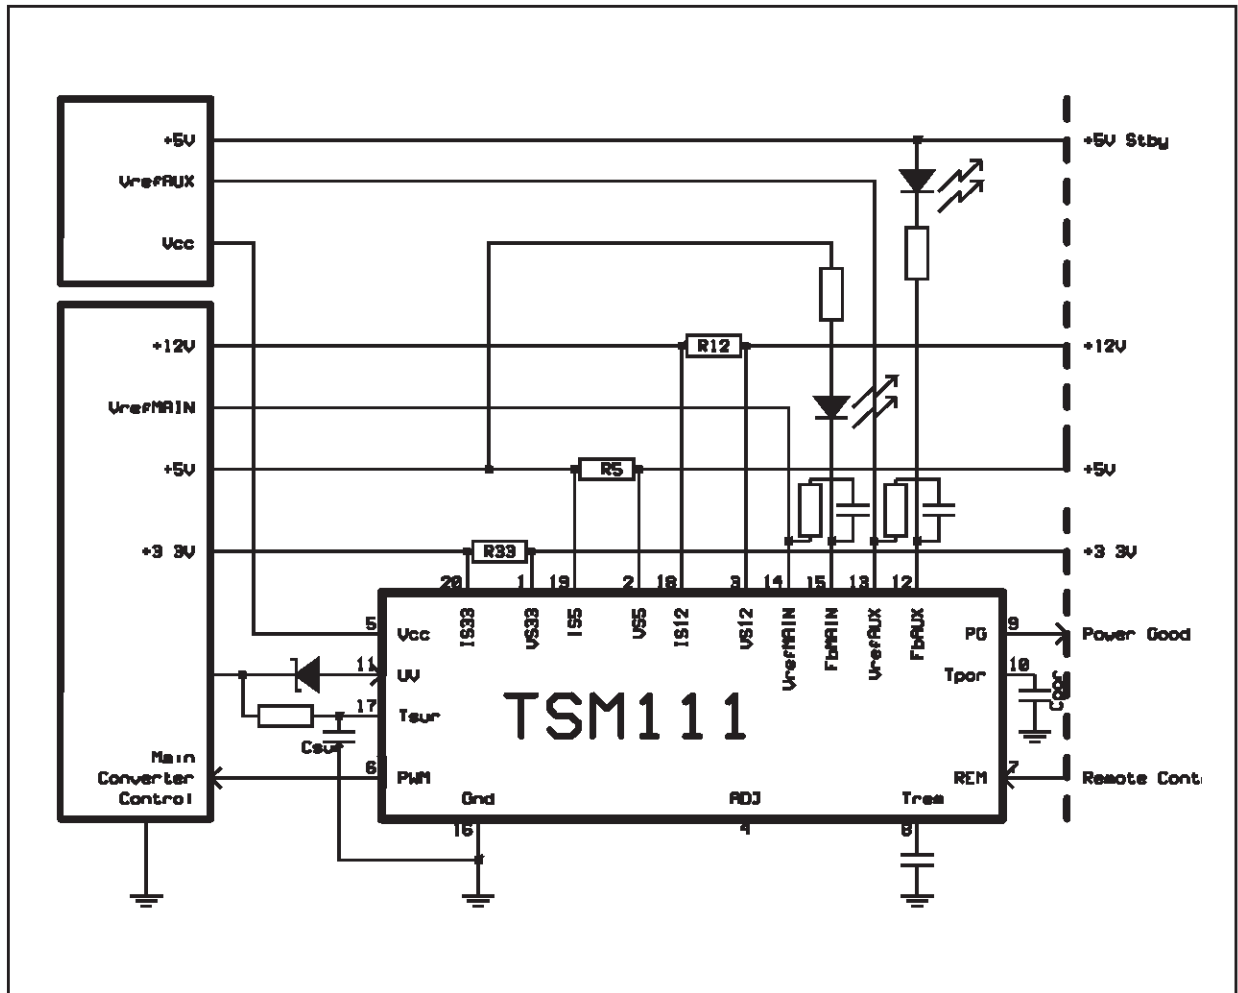 +5V
+5V Stby
VrefAUX
Vcc
+12V
R12
+12V
VrefMAIN
+5V
R5
+5V
+3 3V
R33
+3 3V
20 1 19 2 18 3 14 15 13 12
IS33 VS33 IS5 VS5 IS12 VS12 VrefMAIN FbMAIN VrefAUX FbAUX
5
Vcc
PG
9
Power Good
11
UV
Tpor
10
Cpor
17
Tsur
Csur
TSM111
Main
Converter
Control
6
PWM
REM
7
Remote Cont
Gnd
ADJ
Trem
16
4
8